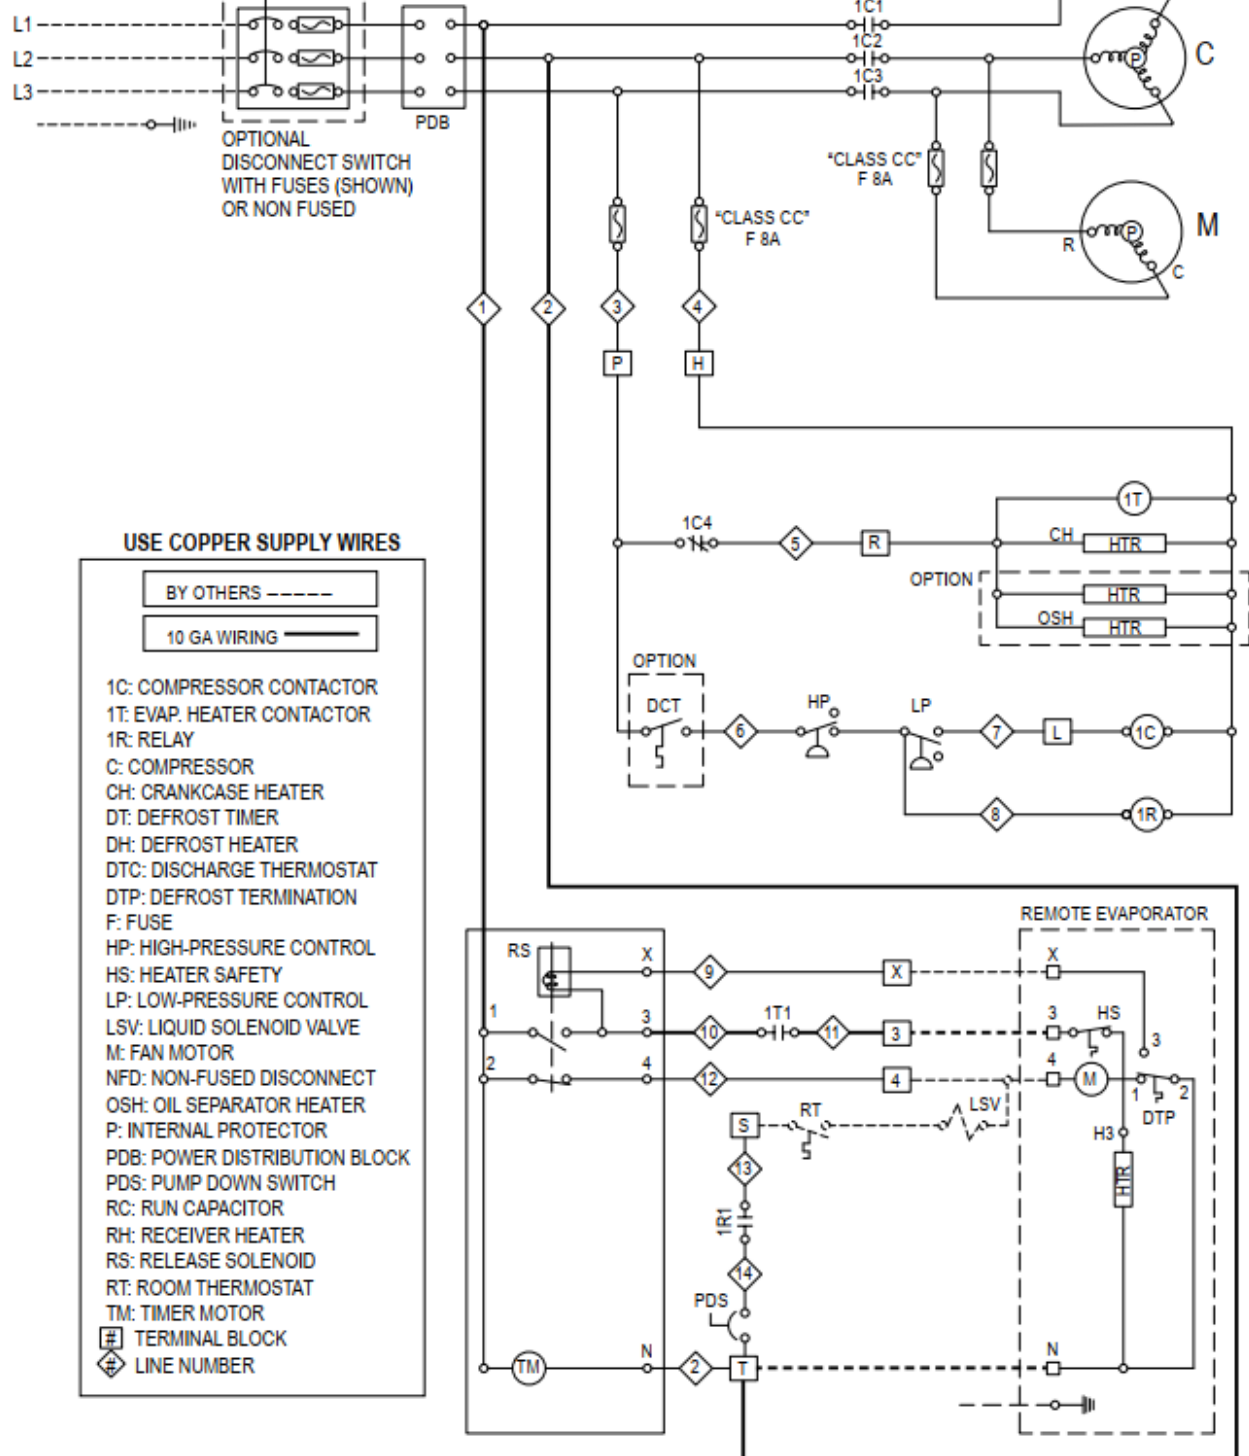 1C1
L1
1C2
L2
C
P
1C3
L3
PDB
OPTIONAL
DISCONNECT SWITCH
WITH FUSES (SHOWN)
OR NON FUSED
"CLASS CC"
F 8A
"CLASS CC"
F 8A
M
P
R
C
1
2
3
4
P
H
1T
1C4
5
R
CH
HTR
OPTION
HTR
OSH
HTR
OPTION
DCT
6
HP
LP
7
L
1C
8
1R
USE COPPER SUPPLY WIRES
BY OTHERS
10 GA WIRING
1C: COMPRESSOR CONTACTOR
1T: EVAP. HEATER CONTACTOR
1R: RELAY
C: COMPRESSOR
CH: CRANKCASE HEATER
DT: DEFROST TIMER
DH: DEFROST HEATER
DTC: DISCHARGE THERMOSTAT
DTP: DEFROST TERMINATION
F: FUSE
HP: HIGH-PRESSURE CONTROL
HS: HEATER SAFETY
LP: LOW-PRESSURE CONTROL
LSV: LIQUID SOLENOID VALVE
M: FAN MOTOR
NFD: NON-FUSED DISCONNECT
OSH: OIL SEPARATOR HEATER
P: INTERNAL PROTECTOR
PDB: POWER DISTRIBUTION BLOCK
PDS: PUMP DOWN SWITCH
RC: RUN CAPACITOR
RH: RECEIVER HEATER
RS: RELEASE SOLENOID
RT: ROOM THERMOSTAT
TM: TIMER MOTOR
# TERMINAL BLOCK
# LINE NUMBER
REMOTE EVAPORATOR
RS
X
9
X
X
1
3
10
1T1
11
3
3
HS
3
2
4
12
4
4
M
1
2
DTP
S
RT
LSV
H3
13
HTR
1R1
14
PDS
TM
N
2
T
N